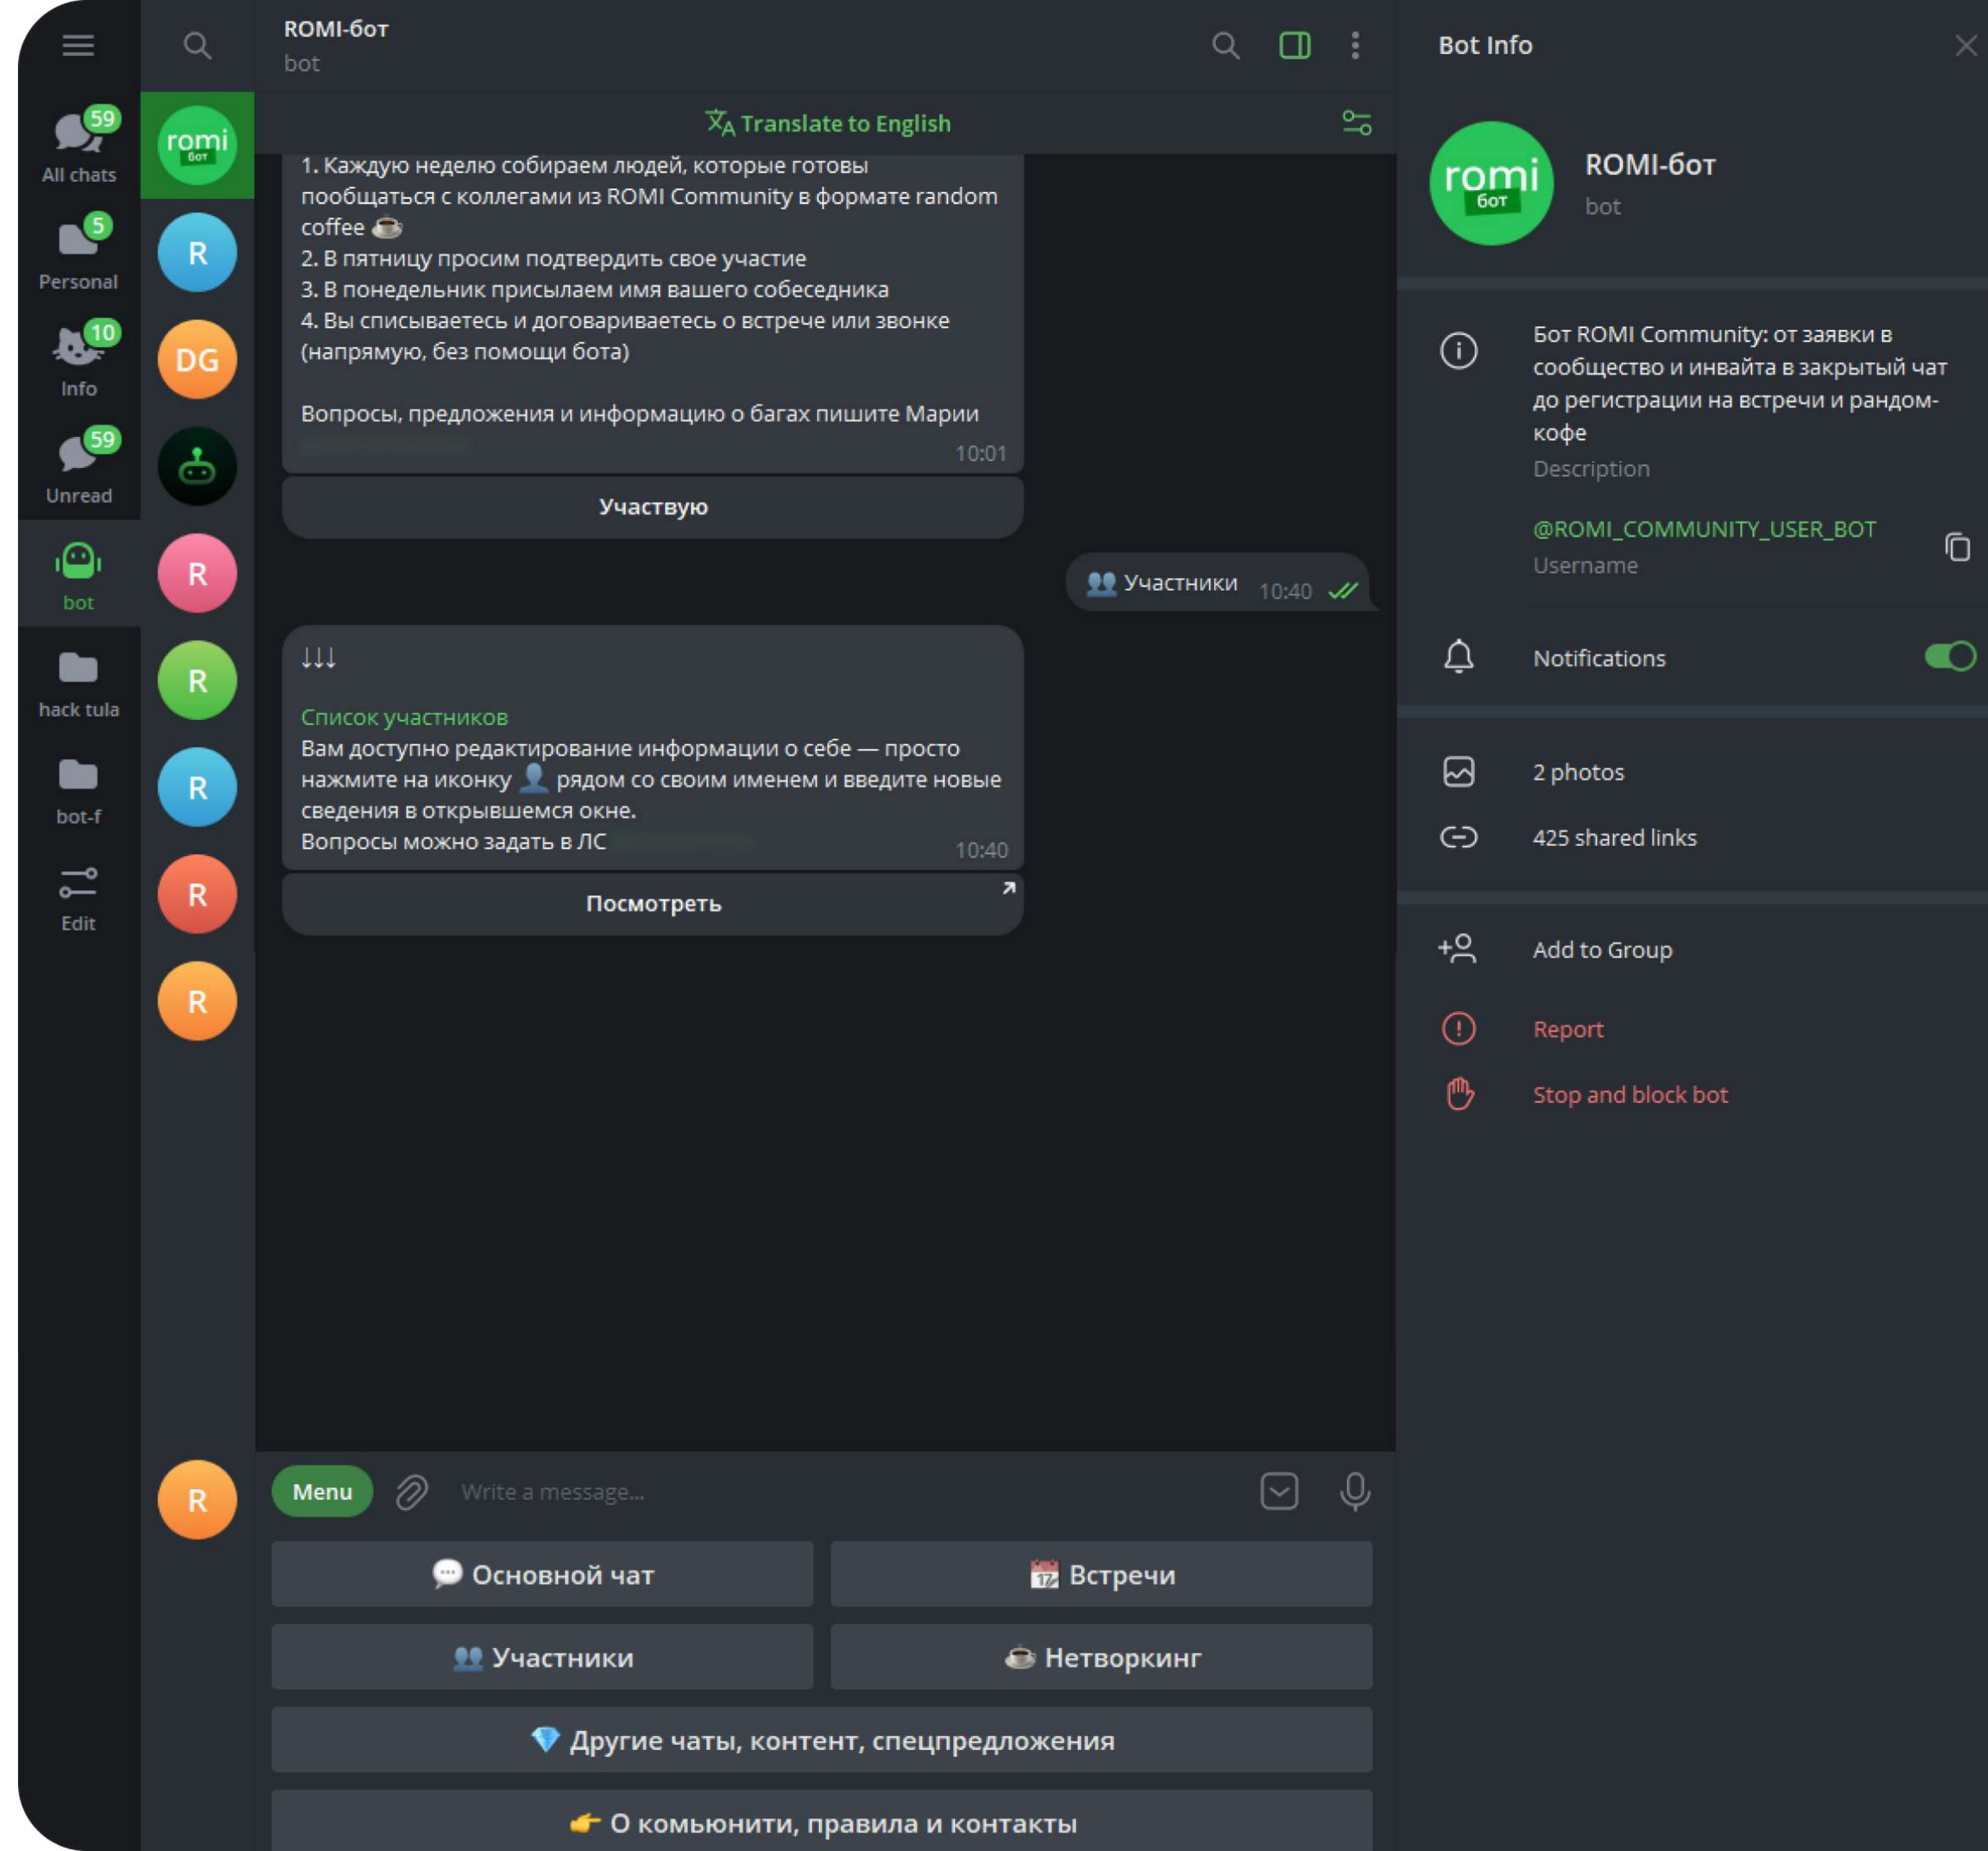 59
All chats
5
Personal
10
Info
59
Unread
bot
hack tula
bot-f
Edit
romi
бот
R
DG
R
R
R
R
R
R
ROMI-бот
bot
Translate to English
1. Каждую неделю собираем людей, которые готовы
пообщаться с коллегами из ROMI Community в формате random
coffee ☕
2. В пятницу просим подтвердить свое участие
3. В понедельник присылаем имя вашего собеседника
4. Вы списываетесь и договариваетесь о встрече или звонке
(напрямую, без помощи бота)
Вопросы, предложения и информацию о багах пишите Марии
10:01
Участвую
👥 Участники 10:40
↓↓↓
Список участников
Вам доступно редактирование информации о себе — просто
нажмите на иконку 👤 рядом со своим именем и введите новые
сведения в открывшемся окне.
Вопросы можно задать в ЛС
10:40
Посмотреть
Menu
Write a message...
💬 Основной чат
📆 Встречи
👥 Участники
☕ Нетворкинг
💎 Другие чаты, контент, спецпредложения
👉 О комьюнити, правила и контакты
Bot Info
romi
бот
ROMI-бот
bot
Бот ROMI Community: от заявки в
сообщество и инвайта в закрытый чат
до регистрации на встречи и рандом-
кофе
Description
@ROMI_COMMUNITY_USER_BOT
Username
Notifications
2 photos
425 shared links
Add to Group
Report
Stop and block bot